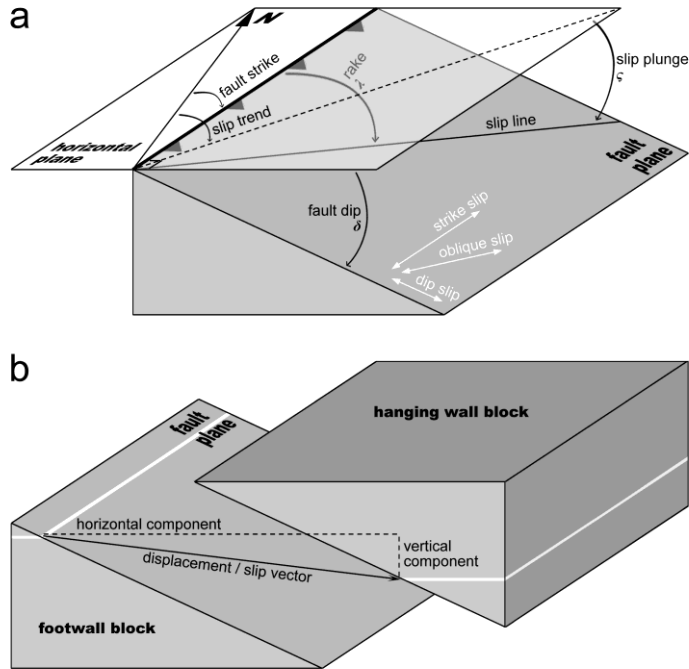 a
N
fault strike
slip trend
rake
λ
horizontal
plane
slip plunge
ς
slip line
fault
plane
fault dip
δ
strike slip
oblique slip
dip slip
b
fault
plane
hanging wall block
horizontal component
vertical
component
displacement / slip vector
footwall block